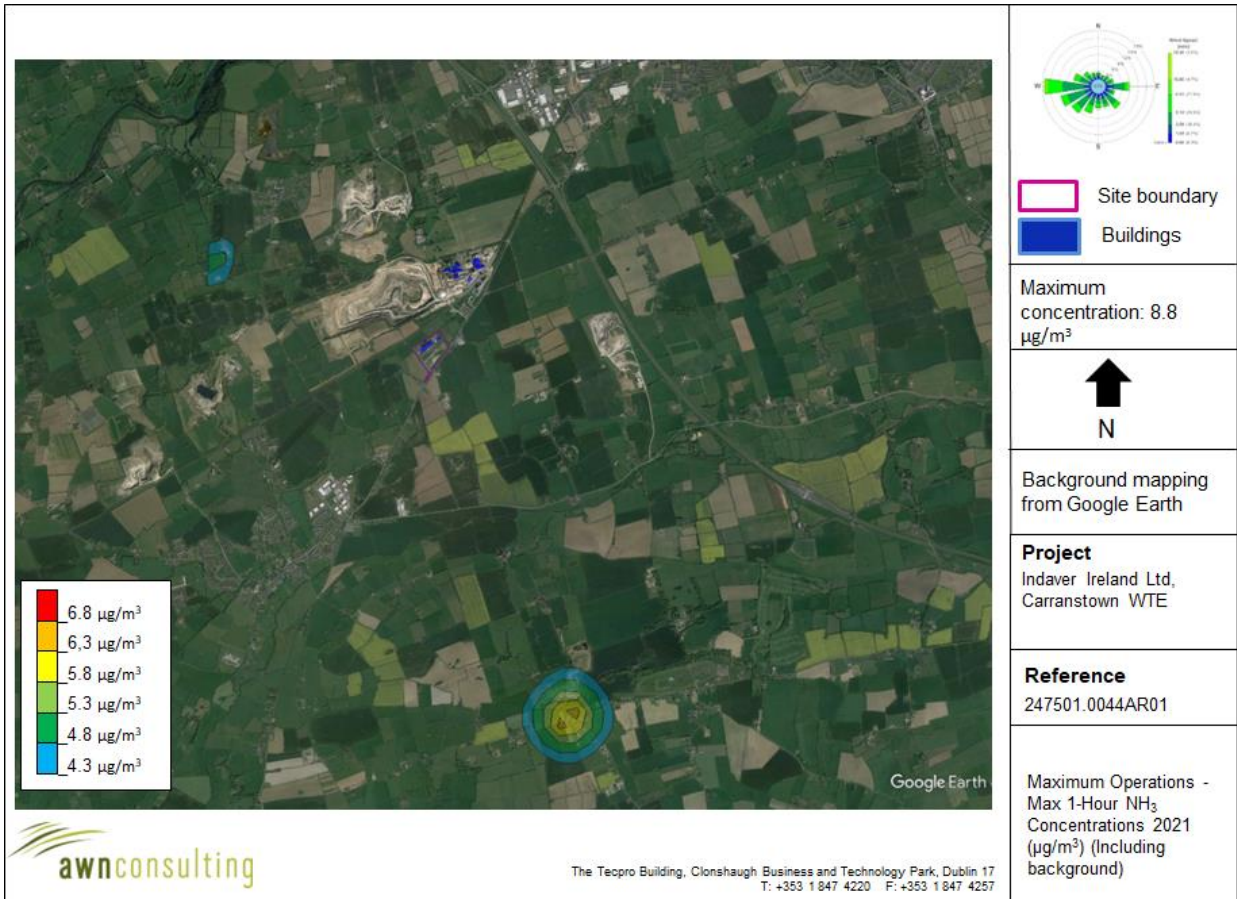 N
W
E
S
Site boundary
Buildings
Maximum
concentration: 8.8
µg/m³
N
Background mapping
from Google Earth
Project
Indaver Ireland Ltd,
Carranstown WTE
Reference
247501.0044AR01
Maximum Operations -
Max 1-Hour NH₃
Concentrations 2021
(µg/m³) (Including
background)
6.8 µg/m³
6.3 µg/m³
5.8 µg/m³
5.3 µg/m³
4.8 µg/m³
4.3 µg/m³
Google Earth
awnconsulting
The Tecpro Building, Clonshaugh Business and Technology Park, Dublin 17
T: +353 1 847 4220 F: +353 1 847 4257